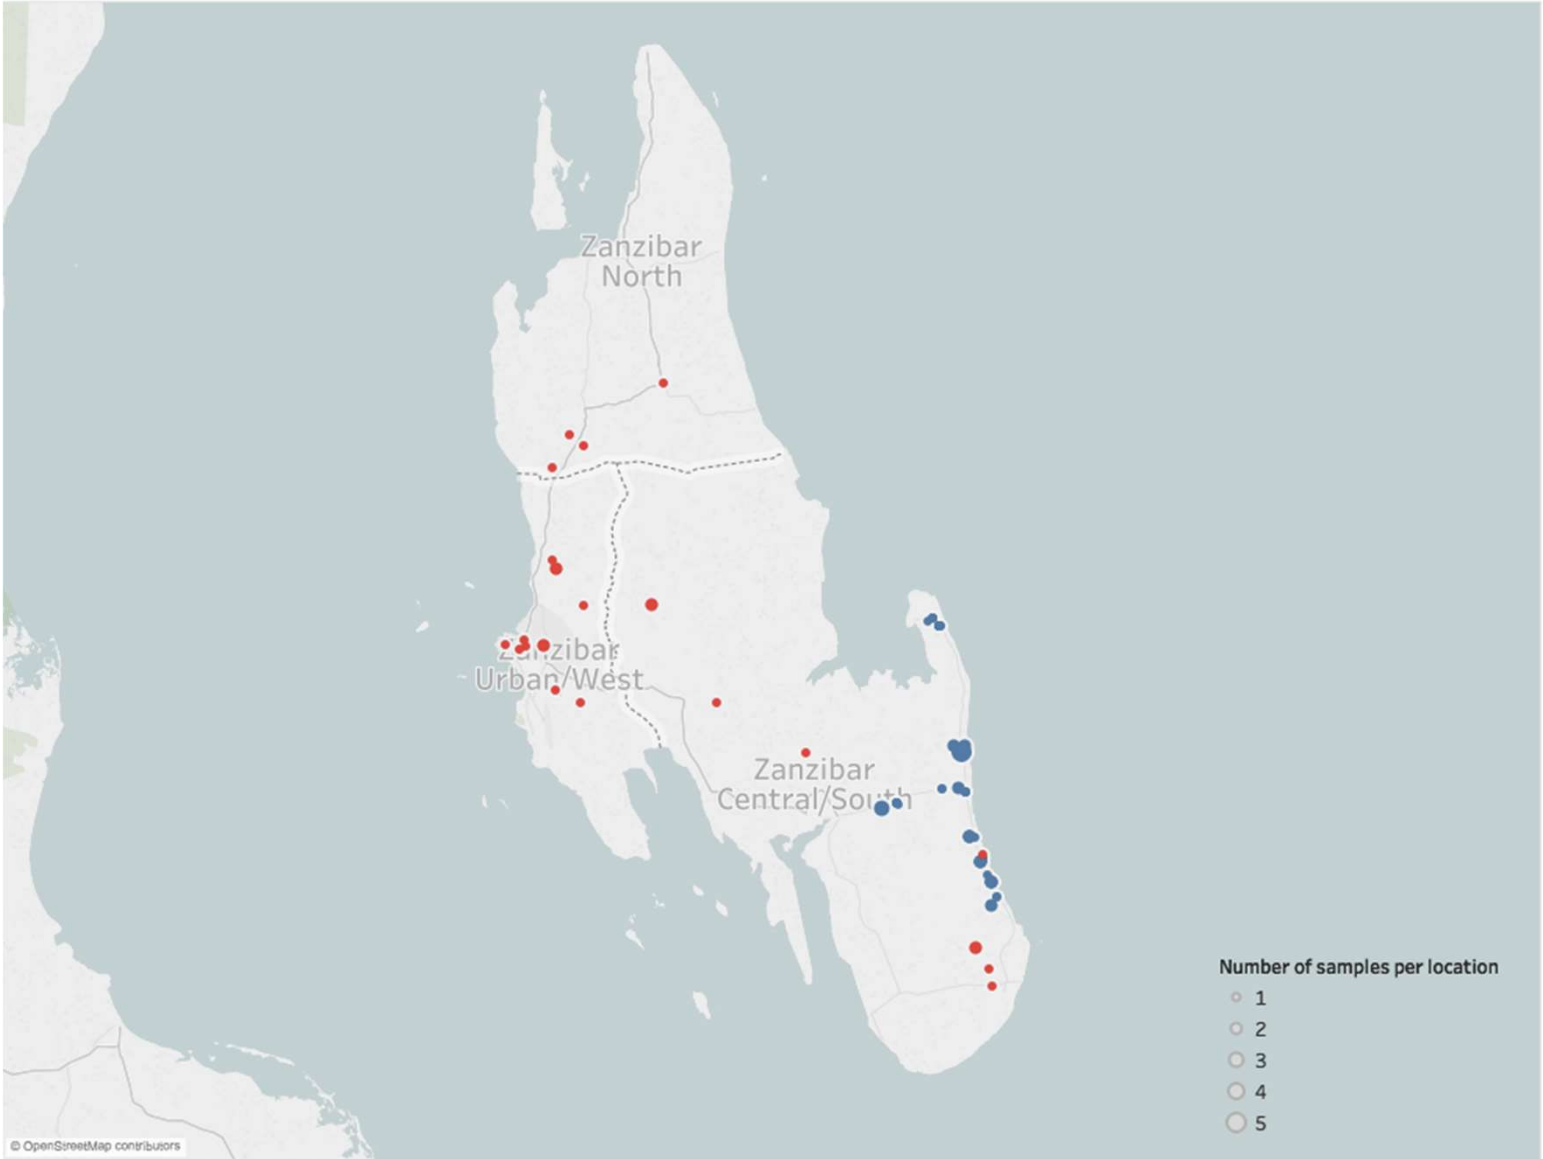 Zanzibar
North
Zanzibar
Urban/West
Zanzibar
Central/South
Number of samples per location
1
2
3
4
5
© OpenStreetMap contributors